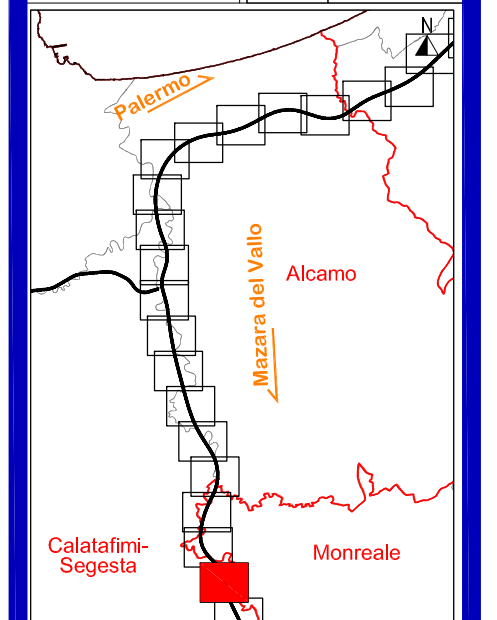 N
Palermo
Mazara del Vallo
Alcamo
Calatafimi-
Segesta
Monreale